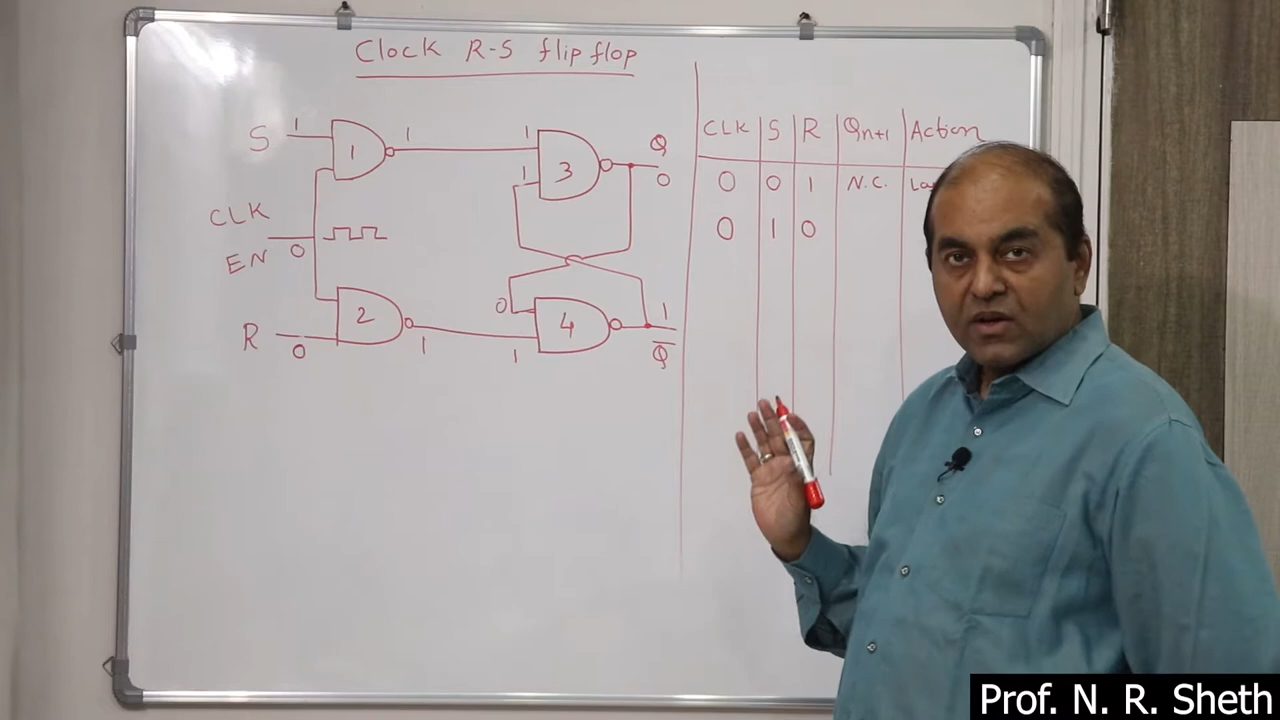 Clock R-S flip flop
S 1 1 1 1 3 Q
1 0
CLK
EN 0
R 0 2 1 0 1 4 1 Q̅
CLK S R Qn+1 Action
0 0 1 N.C.
0 1 0
Prof. N. R. Sheth